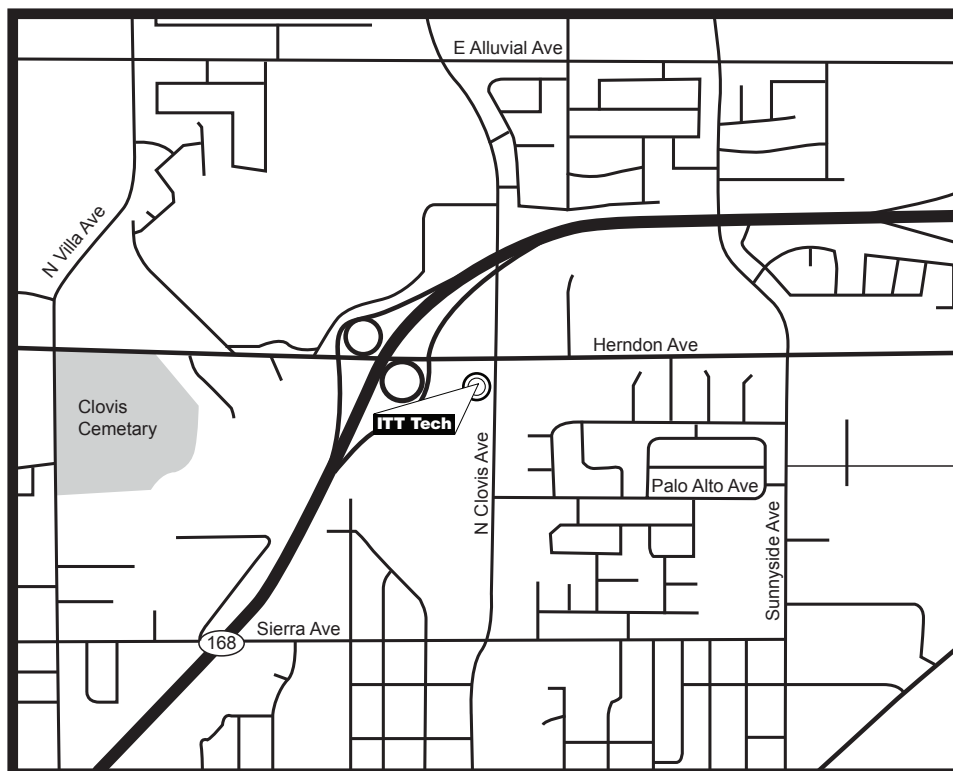 E Alluvial Ave
N Villa Ave
Herndon Ave
Clovis
Cemetary
ITT Tech
N Clovis Ave
Palo Alto Ave
Sunnyside Ave
Sierra Ave
168